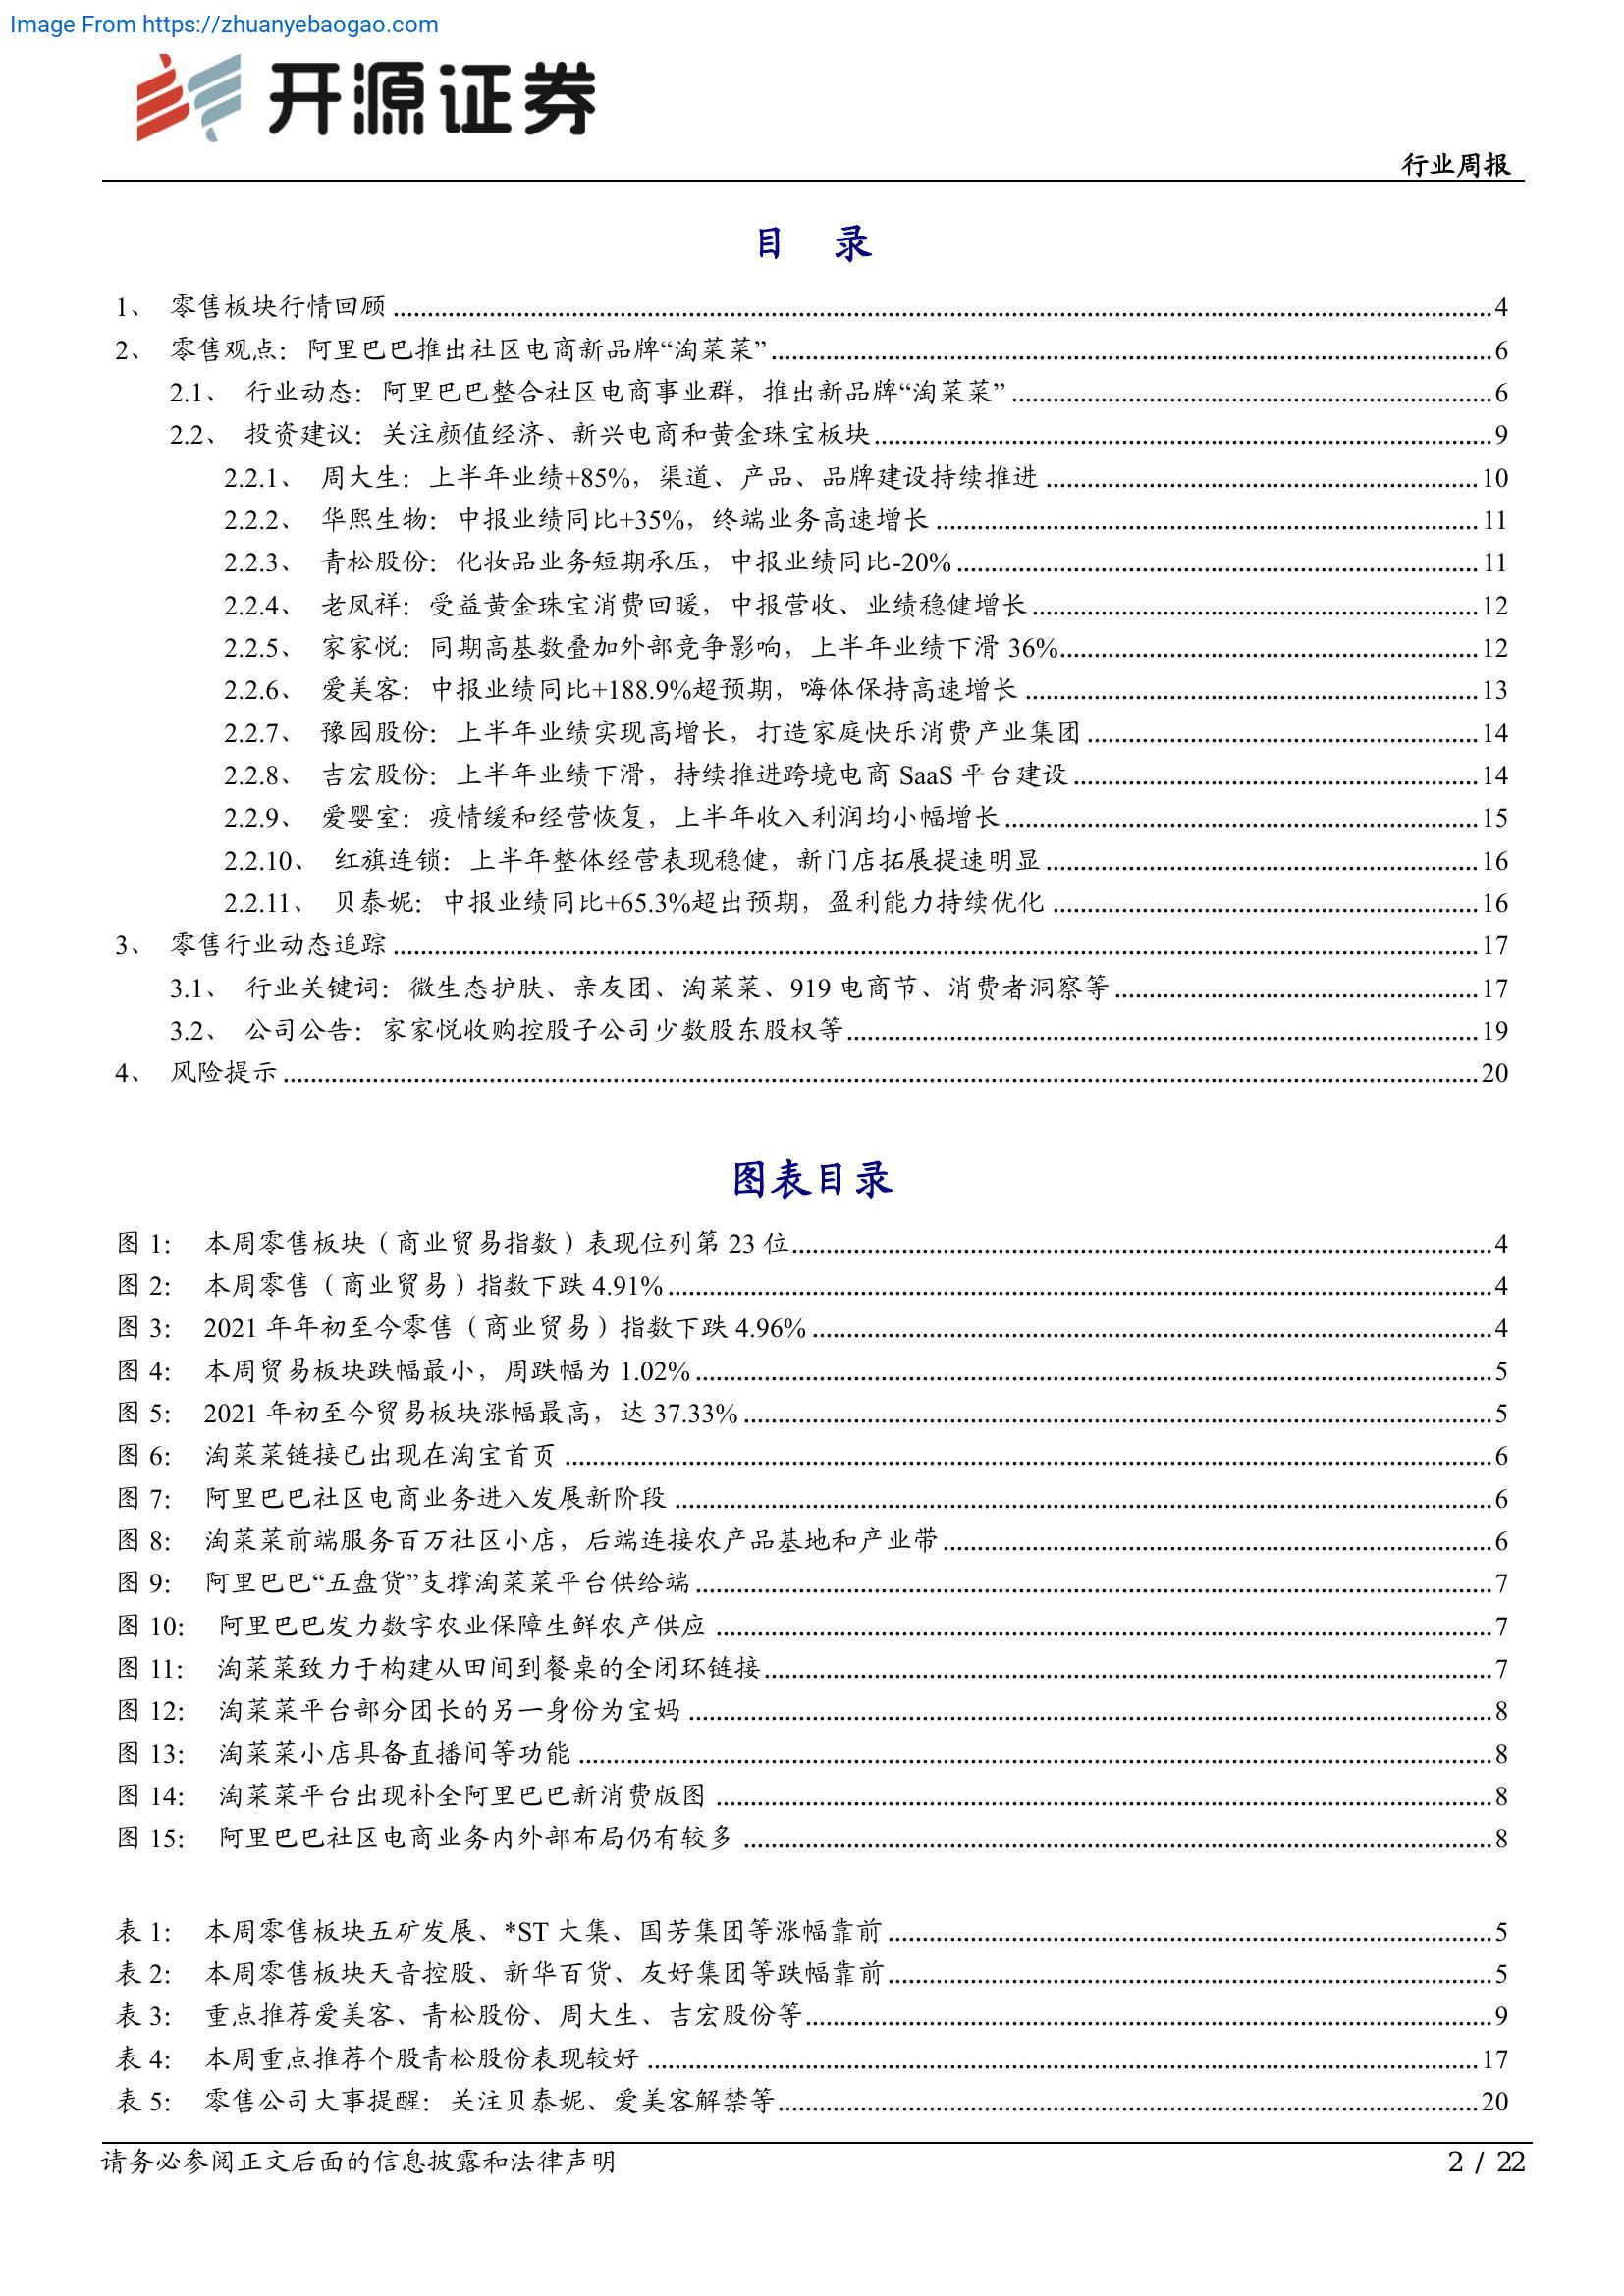 Image From https://zhuanyebaogao.com
开源证券
行业周报
目 录
1、 零售板块行情回顾 4
2、 零售观点：阿里巴巴推出社区电商新品牌“淘菜菜” 6
2.1、 行业动态：阿里巴巴整合社区电商事业群，推出新品牌“淘菜菜” 6
2.2、 投资建议：关注颜值经济、新兴电商和黄金珠宝板块 9
2.2.1、 周大生：上半年业绩+85%，渠道、产品、品牌建设持续推进 10
2.2.2、 华熙生物：中报业绩同比+35%，终端业务高速增长 11
2.2.3、 青松股份：化妆品业务短期承压，中报业绩同比-20% 11
2.2.4、 老凤祥：受益黄金珠宝消费回暖，中报营收、业绩稳健增长 12
2.2.5、 家家悦：同期高基数叠加外部竞争影响，上半年业绩下滑 36% 12
2.2.6、 爱美客：中报业绩同比+188.9%超预期，嗨体保持高速增长 13
2.2.7、 豫园股份：上半年业绩实现高增长，打造家庭快乐消费产业集团 14
2.2.8、 吉宏股份：上半年业绩下滑，持续推进跨境电商 SaaS 平台建设 14
2.2.9、 爱婴室：疫情缓和经营恢复，上半年收入利润均小幅增长 15
2.2.10、 红旗连锁：上半年整体经营表现稳健，新门店拓展提速明显 16
2.2.11、 贝泰妮：中报业绩同比+65.3%超出预期，盈利能力持续优化 16
3、 零售行业动态追踪 17
3.1、 行业关键词：微生态护肤、亲友团、淘菜菜、919 电商节、消费者洞察等 17
3.2、 公司公告：家家悦收购控股子公司少数股东股权等 19
4、 风险提示 20
图表目录
图 1： 本周零售板块（商业贸易指数）表现位列第 23 位 4
图 2： 本周零售（商业贸易）指数下跌 4.91% 4
图 3： 2021 年年初至今零售（商业贸易）指数下跌 4.96% 4
图 4： 本周贸易板块跌幅最小，周跌幅为 1.02% 5
图 5： 2021 年初至今贸易板块涨幅最高，达 37.33% 5
图 6： 淘菜菜链接已出现在淘宝首页 6
图 7： 阿里巴巴社区电商业务进入发展新阶段 6
图 8： 淘菜菜前端服务百万社区小店，后端连接农产品基地和产业带 6
图 9： 阿里巴巴“五盘货”支撑淘菜菜平台供给端 7
图 10： 阿里巴巴发力数字农业保障生鲜农产供应 7
图 11： 淘菜菜致力于构建从田间到餐桌的全闭环链接 7
图 12： 淘菜菜平台部分团长的另一身份为宝妈 8
图 13： 淘菜菜小店具备直播间等功能 8
图 14： 淘菜菜平台出现补全阿里巴巴新消费版图 8
图 15： 阿里巴巴社区电商业务内外部布局仍有较多 8
表 1： 本周零售板块五矿发展、*ST 大集、国芳集团等涨幅靠前 5
表 2： 本周零售板块天音控股、新华百货、友好集团等跌幅靠前 5
表 3： 重点推荐爱美客、青松股份、周大生、吉宏股份等 9
表 4： 本周重点推荐个股青松股份表现较好 17
表 5： 零售公司大事提醒：关注贝泰妮、爱美客解禁等 20
请务必参阅正文后面的信息披露和法律声明
2 / 22